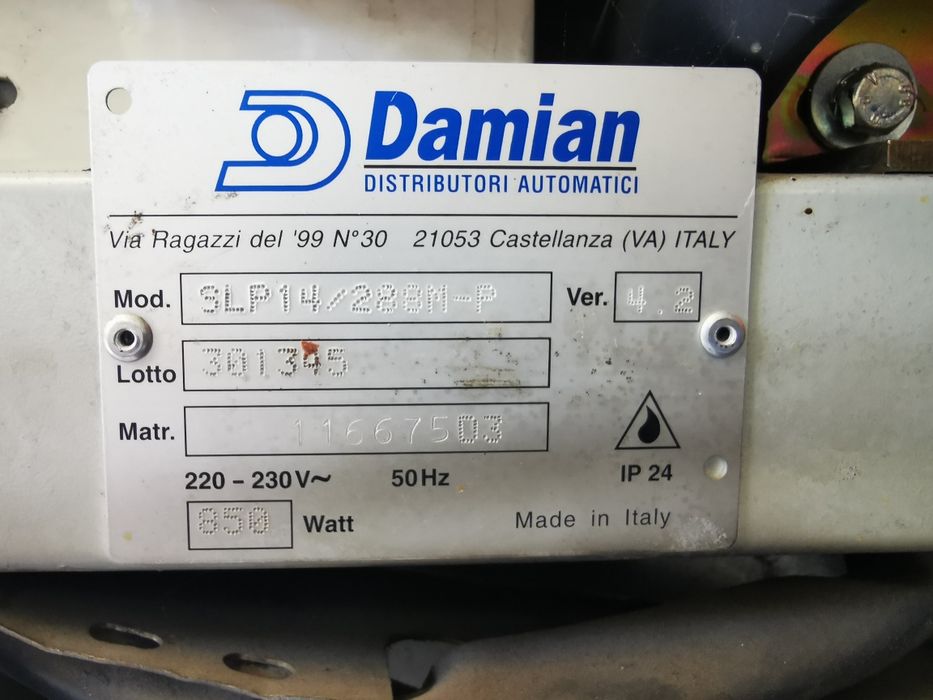 Damian
DISTRIBUTORI AUTOMATICI
Via Ragazzi del '99 N°30 21053 Castellanza (VA) ITALY
Mod. SLP14/288N-P Ver. 4.2
Lotto 301345
Matr. 11667503
220 - 230V~ 50Hz
IP 24
850 Watt
Made in Italy